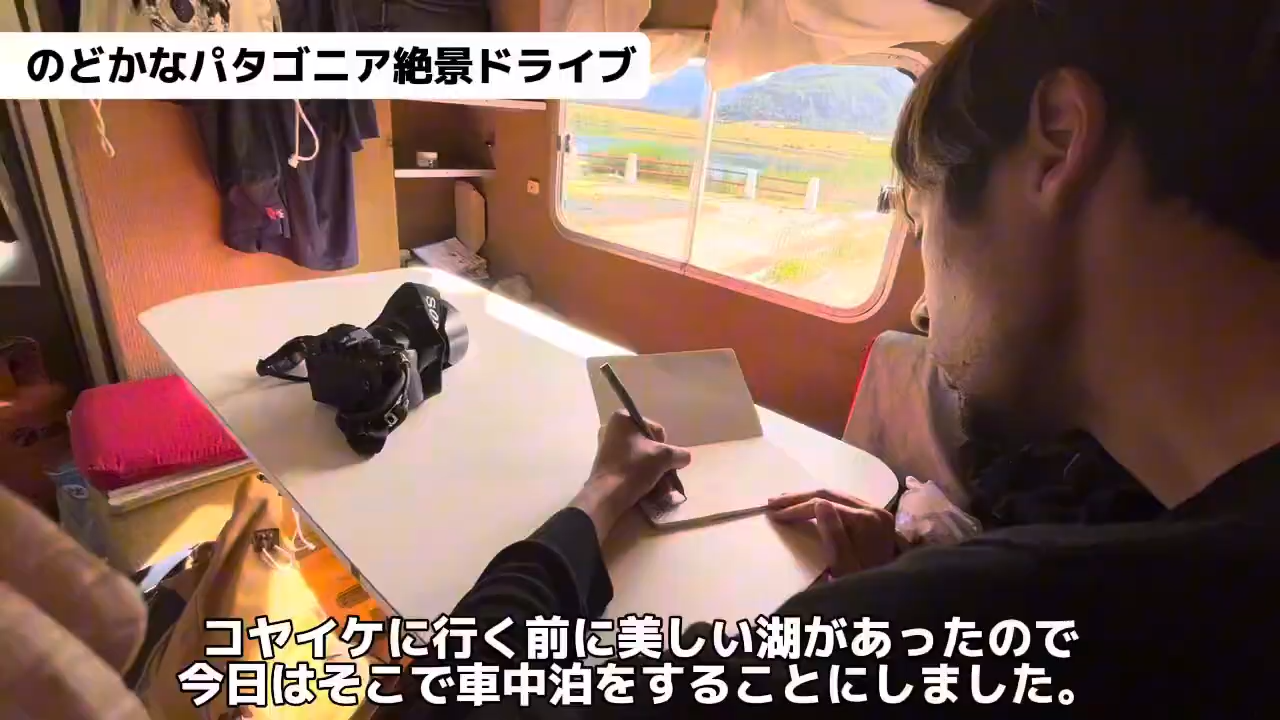 のどかなパタゴニア絶景ドライブ
コヤイケに行く前に美しい湖があったので
今日はそこで車中泊をすることにしました。